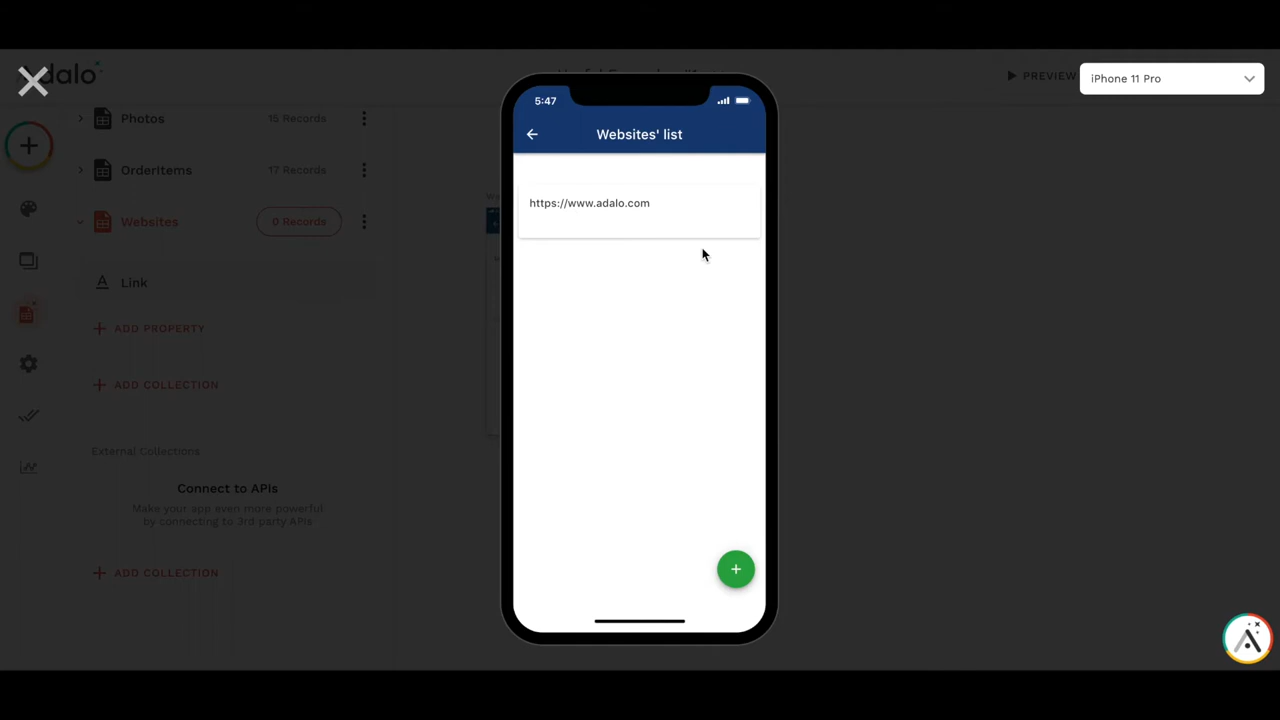 PREVIEW
iPhone 11 Pro
Photos
15 Records
OrderItems
17 Records
Websites
0 Records
Link
ADD PROPERTY
ADD COLLECTION
External Collections
Connect to APIs
Make your app even more powerful
by connecting to 3rd party APIs
ADD COLLECTION
5:47
Websites' list
https://www.adalo.com